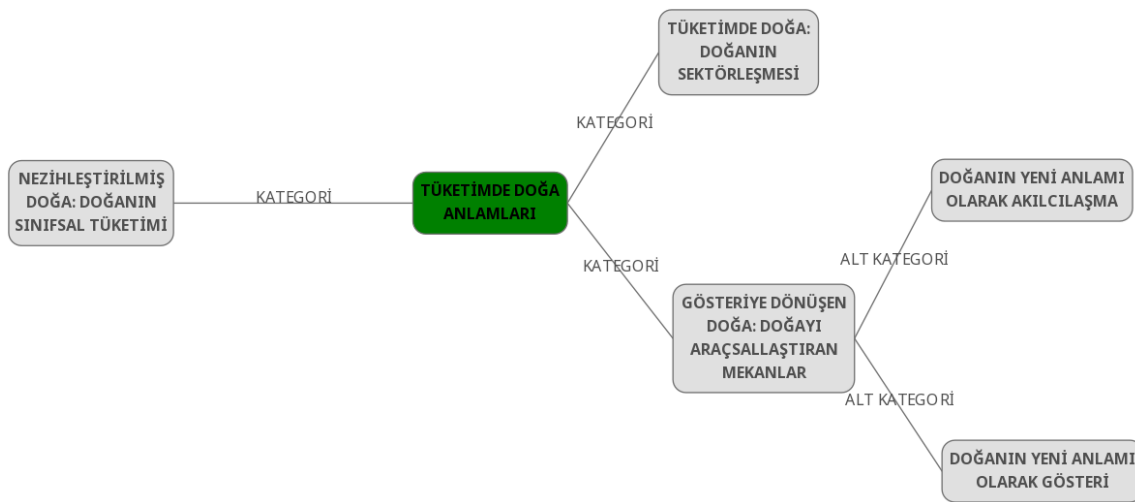 NEZİHLEŞTİRİLMİŞ
DOĞA: DOĞANIN
SINIFSAL TÜKETİMİ
KATEGORİ
TÜKETİMDE DOĞA
ANLAMLARI
KATEGORİ
TÜKETİMDE DOĞA:
DOĞANIN
SEKTÖRLEŞMESİ
KATEGORİ
GÖSTERİYE DÖNÜŞEN
DOĞA: DOĞAYI
ARAÇSALLAŞTIRAN
MEKANLAR
ALT KATEGORİ
DOĞANIN YENİ ANLAMI
OLARAK AKILCILAŞMA
ALT KATEGORİ
DOĞANIN YENİ ANLAMI
OLARAK GÖSTERİ